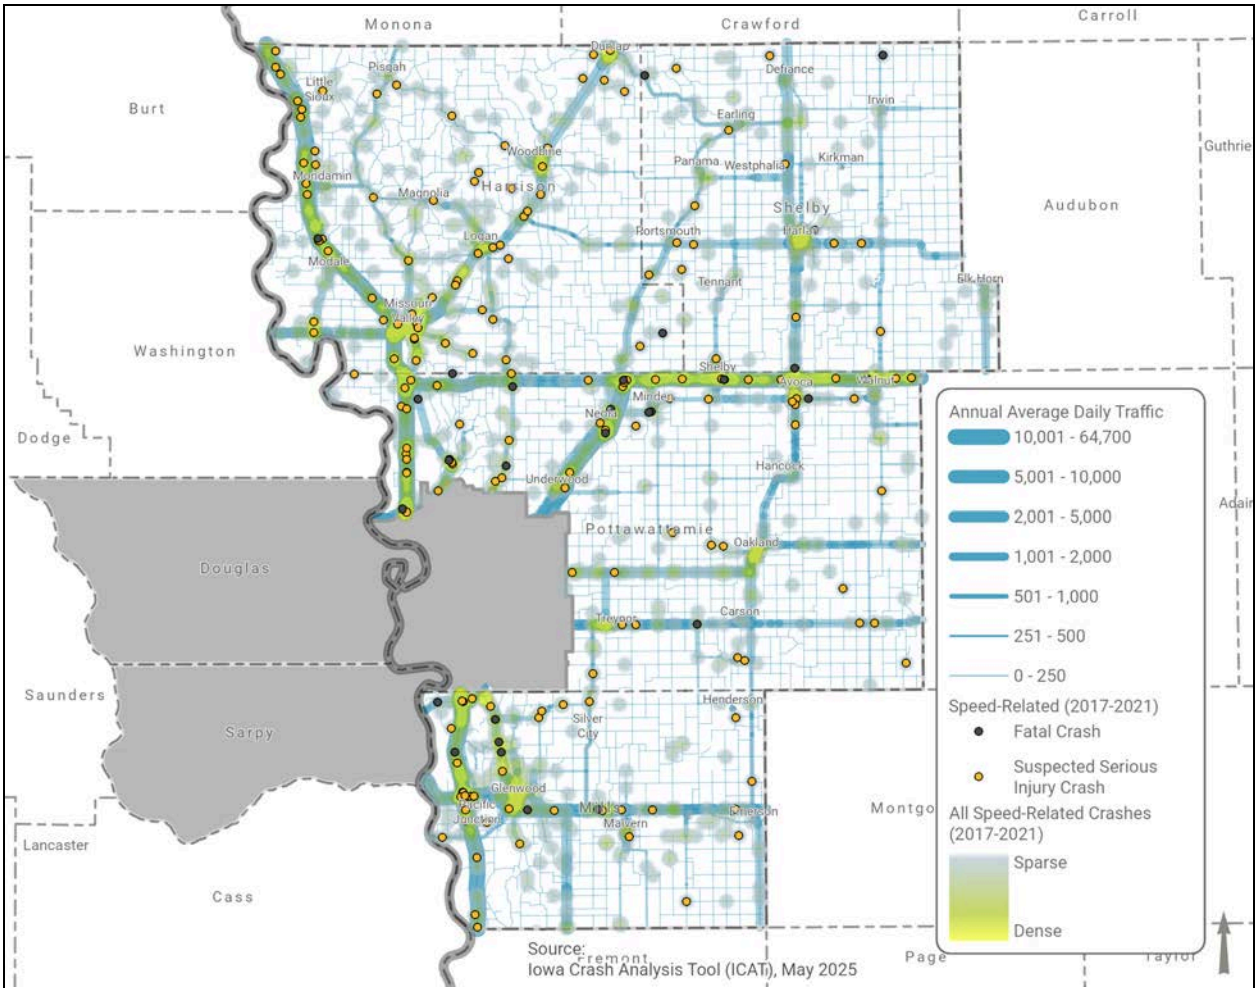 Monona
Crawford
Carroll
Burt
Little
Sioux
Pisgah
Dunlap
Defiance
Irwin
Earling
Guthrie
Woodbine
Panama
Westphalia
Kirkman
Mondamin
Magnolia
Harrison
Shelby
Audubon
Logan
Portsmouth
Harlan
Modale
Tennant
Elk Horn
Missouri
Valley
Washington
Shelby
Avoca
Walnut
Minden
Neola
Dodge
Hancock
Underwood
Adair
Pottawattamie
Oakland
Douglas
Treynor
Carson
Saunders
Sarpy
Silver
City
Henderson
Glenwood
Pacific
Junction
Malvern
Emerson
Montgo
Lancaster
Cass
Fremont
Page
Taylor
Annual Average Daily Traffic
10,001 - 64,700
5,001 - 10,000
2,001 - 5,000
1,001 - 2,000
501 - 1,000
251 - 500
0 - 250
Speed-Related (2017-2021)
Fatal Crash
Suspected Serious
Injury Crash
All Speed-Related Crashes
(2017-2021)
Sparse
Dense
Source:
Iowa Crash Analysis Tool (ICAT), May 2025